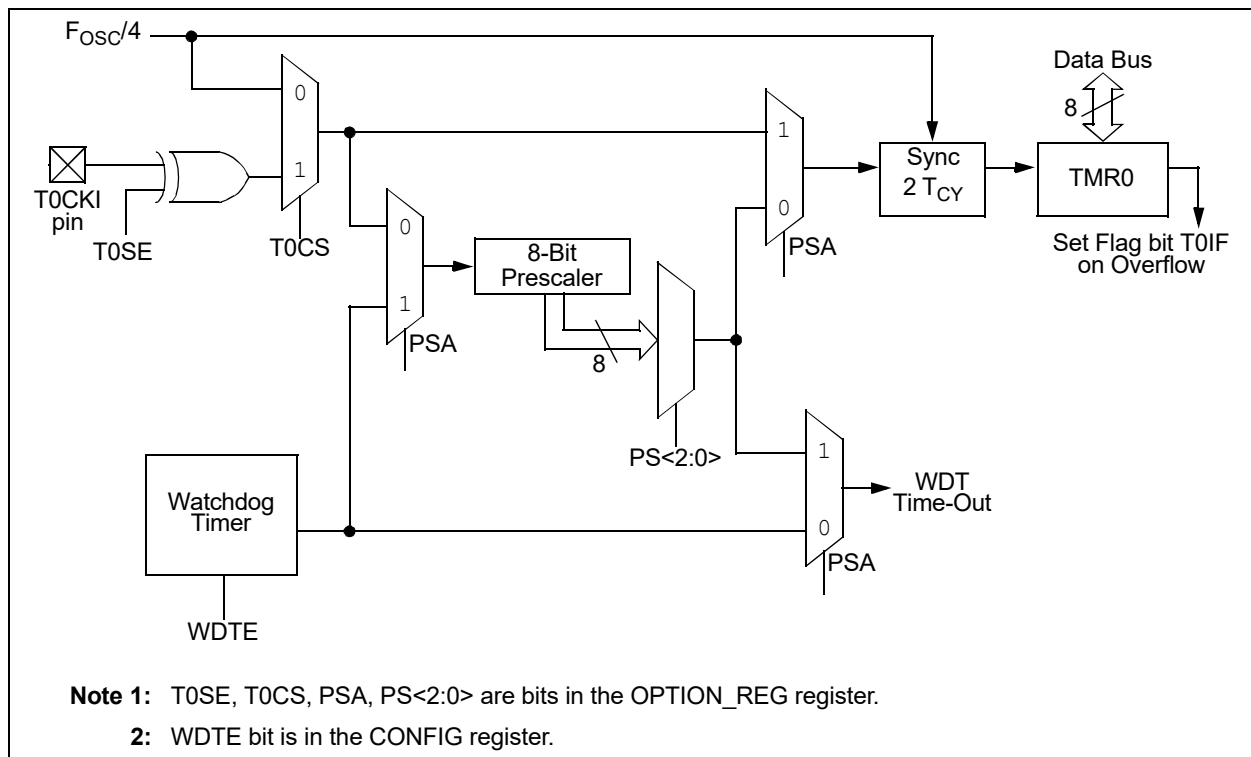 FOSC/4
Data Bus
0
8
1
1
Sync
2 TCY
TMR0
T0CKI
pin
T0SE
T0CS
0
8-Bit
Prescaler
0
PSA
Set Flag bit T0IF
on Overflow
1
PSA
8
PS<2:0>
1
WDT
Time-Out
Watchdog
Timer
0
PSA
WDTE
Note 1: T0SE, T0CS, PSA, PS<2:0> are bits in the OPTION_REG register.
2: WDTE bit is in the CONFIG register.